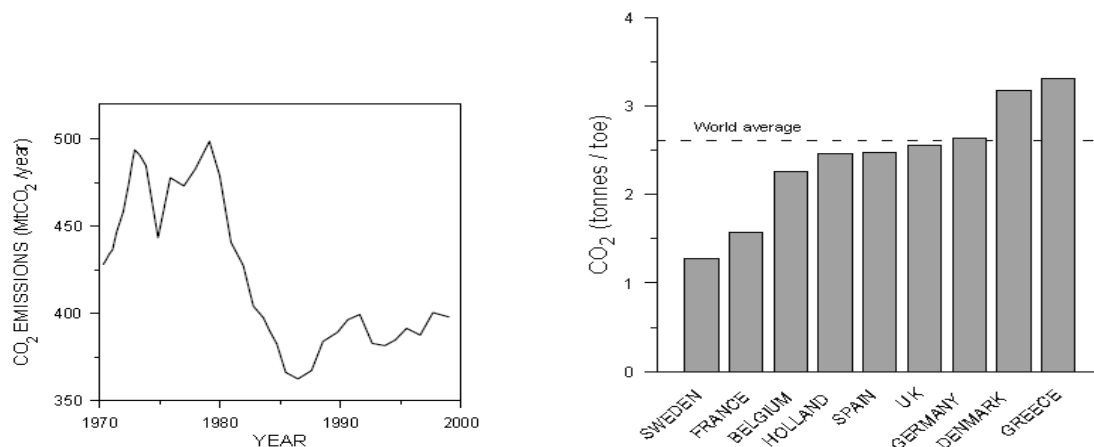 CO2 EMISSIONS (MtCO2 /year)
500
450
400
350
1970
1980
1990
2000
YEAR
CO2 (tonnes / toe)
4
3
2
1
0
World average
SWEDEN
FRANCE
BELGIUM
HOLLAND
SPAIN
UK
GERMANY
DENMARK
GREECE